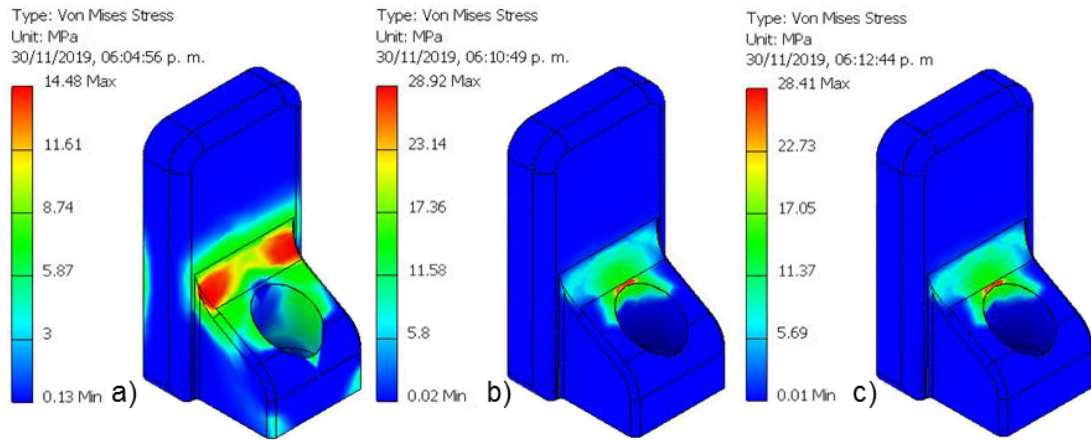 Type: Von Mises Stress
Unit: MPa
30/11/2019, 06:04:56 p. m.
14.48 Max
11.61
8.74
5.87
3
0.13 Min
a)
Type: Von Mises Stress
Unit: MPa
30/11/2019, 06:10:49 p. m.
28.92 Max
23.14
17.36
11.58
5.8
0.02 Min
b)
Type: Von Mises Stress
Unit: MPa
30/11/2019, 06:12:44 p. m
28.41 Max
22.73
17.05
11.37
5.69
0.01 Min
c)